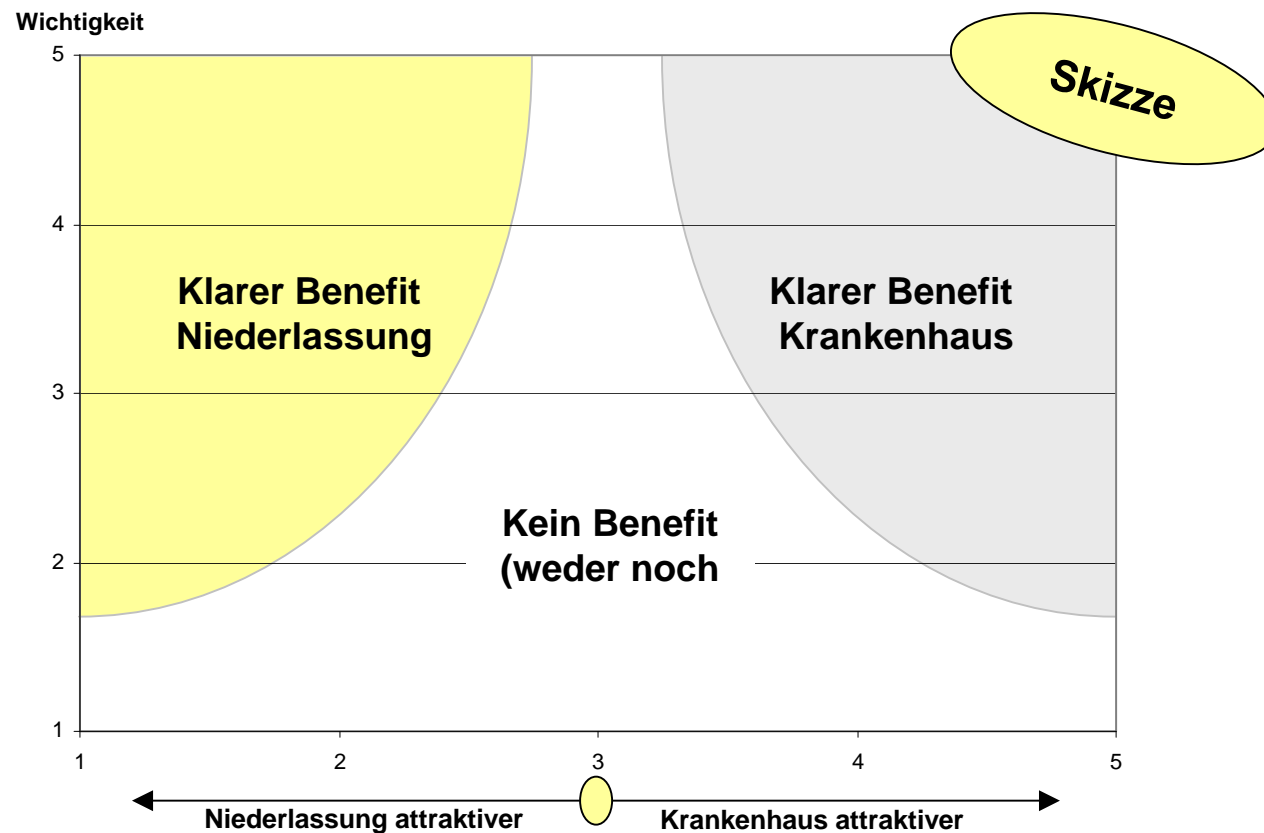 Wichtigkeit
Skizze
5
4
3
2
1
Klarer Benefit
Niederlassung
Klarer Benefit
Krankenhaus
Kein Benefit
(weder noch
1 2 3 4 5
Niederlassung attraktiver Krankenhaus attraktiver